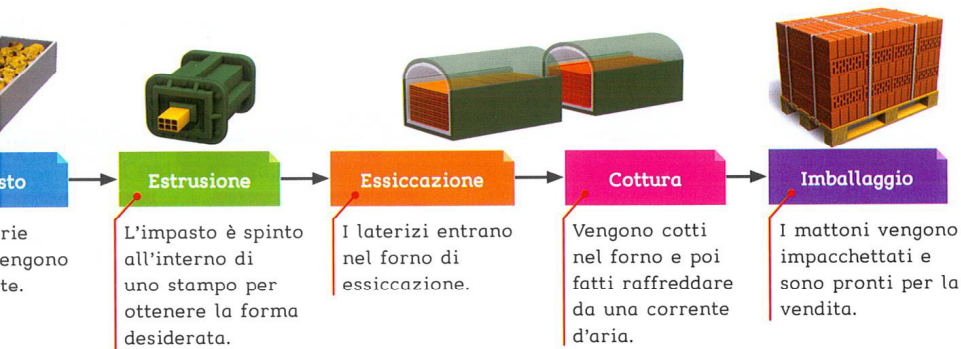 sto
Estrusione
Essiccazione
Cottura
Imballaggio
rie
engono
te.
L'impasto è spinto
all'interno di
uno stampo per
ottenere la forma
desiderata.
I laterizi entrano
nel forno di
essiccazione.
Vengono cotti
nel forno e poi
fatti raffreddare
da una corrente
d'aria.
I mattoni vengono
impacchettati e
sono pronti per la
vendita.